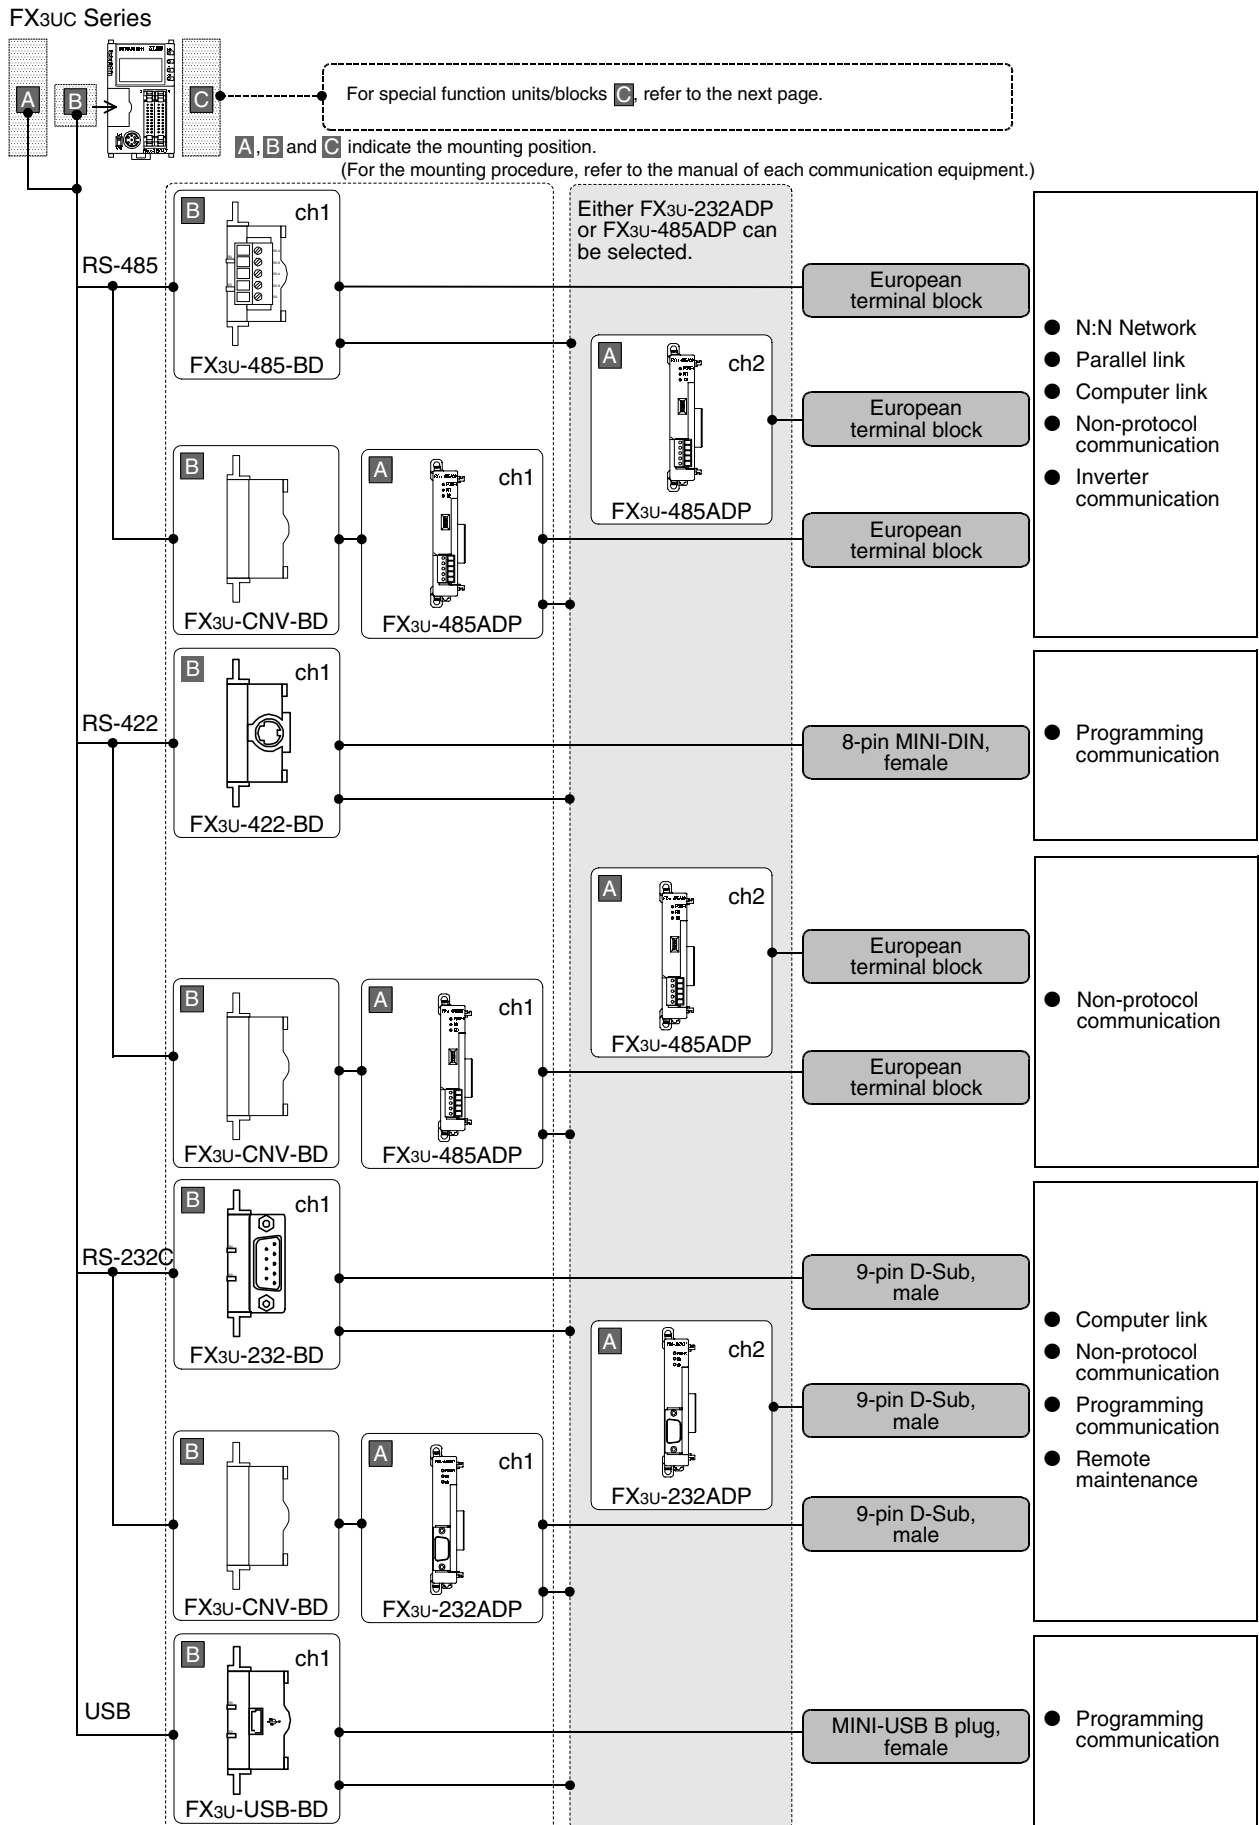 FX3UC Series
A
B
C
For special function units/blocks C, refer to the next page.
A, B and C indicate the mounting position.
(For the mounting procedure, refer to the manual of each communication equipment.)
Either FX3U-232ADP
or FX3U-485ADP can
be selected.
RS-485
B
ch1
FX3U-485-BD
European
terminal block
A
ch2
FX3U-485ADP
European
terminal block
B
FX3U-CNV-BD
A
ch1
FX3U-485ADP
European
terminal block
● N:N Network
● Parallel link
● Computer link
● Non-protocol
communication
● Inverter
communication
RS-422
B
ch1
FX3U-422-BD
8-pin MINI-DIN,
female
● Programming
communication
A
ch2
FX3U-485ADP
European
terminal block
B
FX3U-CNV-BD
A
ch1
FX3U-485ADP
European
terminal block
● Non-protocol
communication
RS-232C
B
ch1
FX3U-232-BD
9-pin D-Sub,
male
A
ch2
FX3U-232ADP
9-pin D-Sub,
male
B
FX3U-CNV-BD
A
ch1
FX3U-232ADP
9-pin D-Sub,
male
● Computer link
● Non-protocol
communication
● Programming
communication
● Remote
maintenance
USB
B
ch1
FX3U-USB-BD
MINI-USB B plug,
female
● Programming
communication